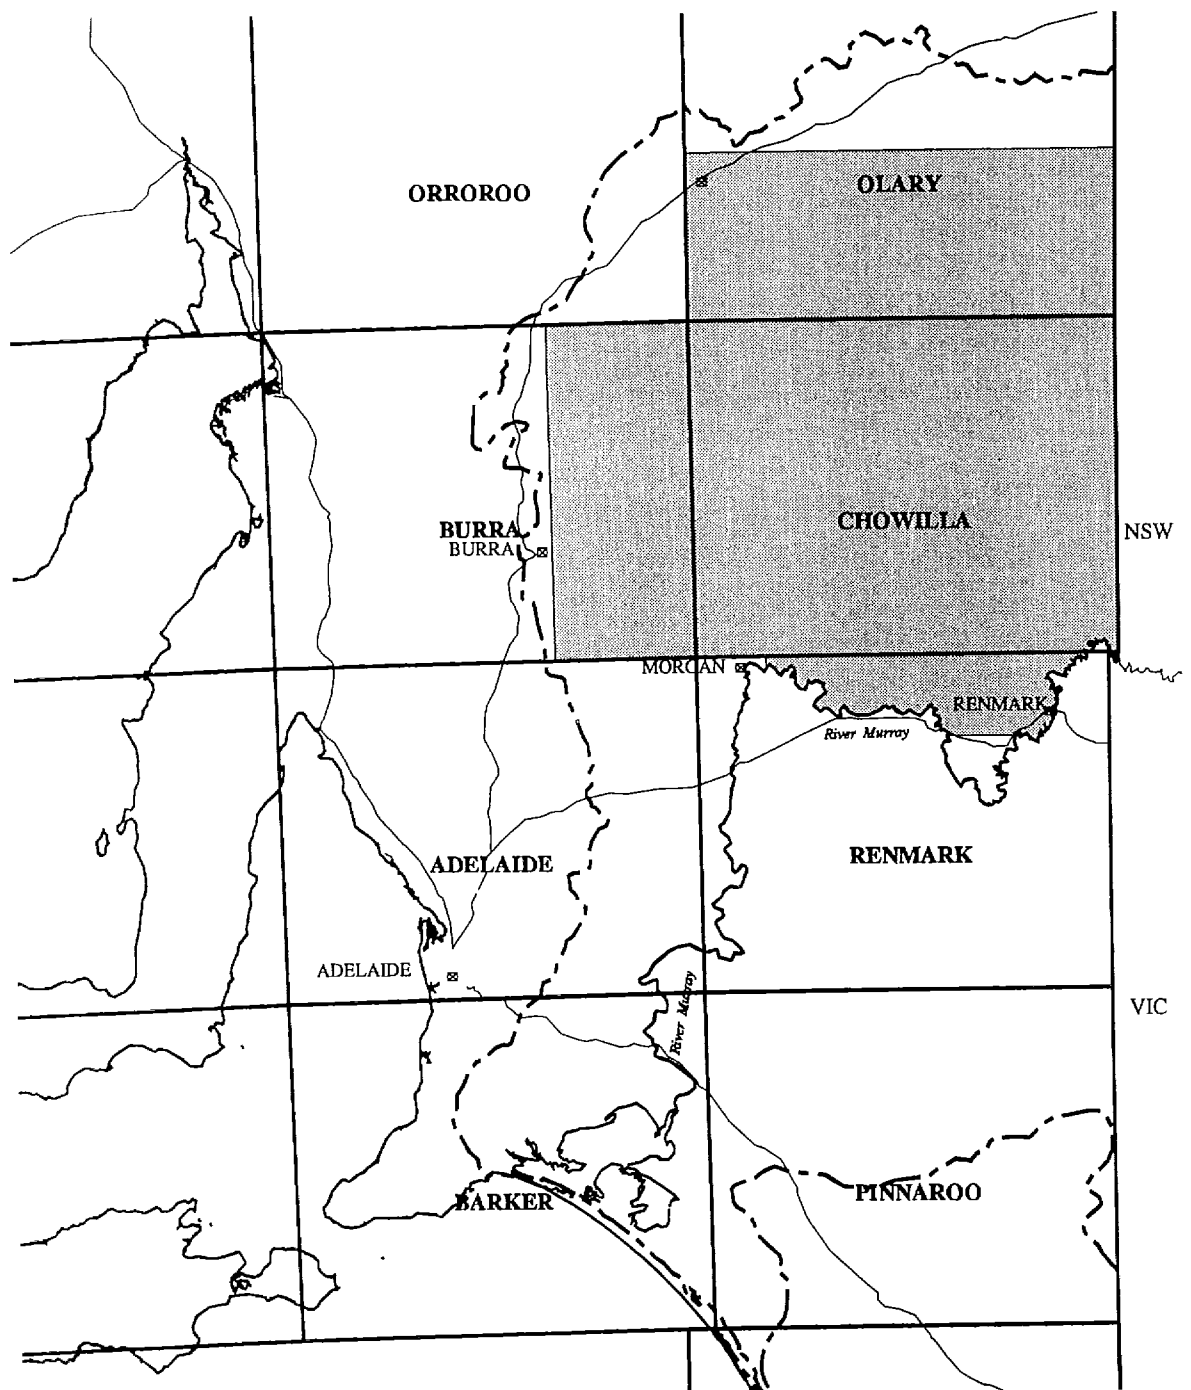 ORROROO
OLARY
CHOWILLA
NSW
BURRA
BURRA
MORGAN
RENMARK
River Murray
RENMARK
ADELAIDE
ADELAIDE
River Murray
VIC
PINNAROO
BARKER